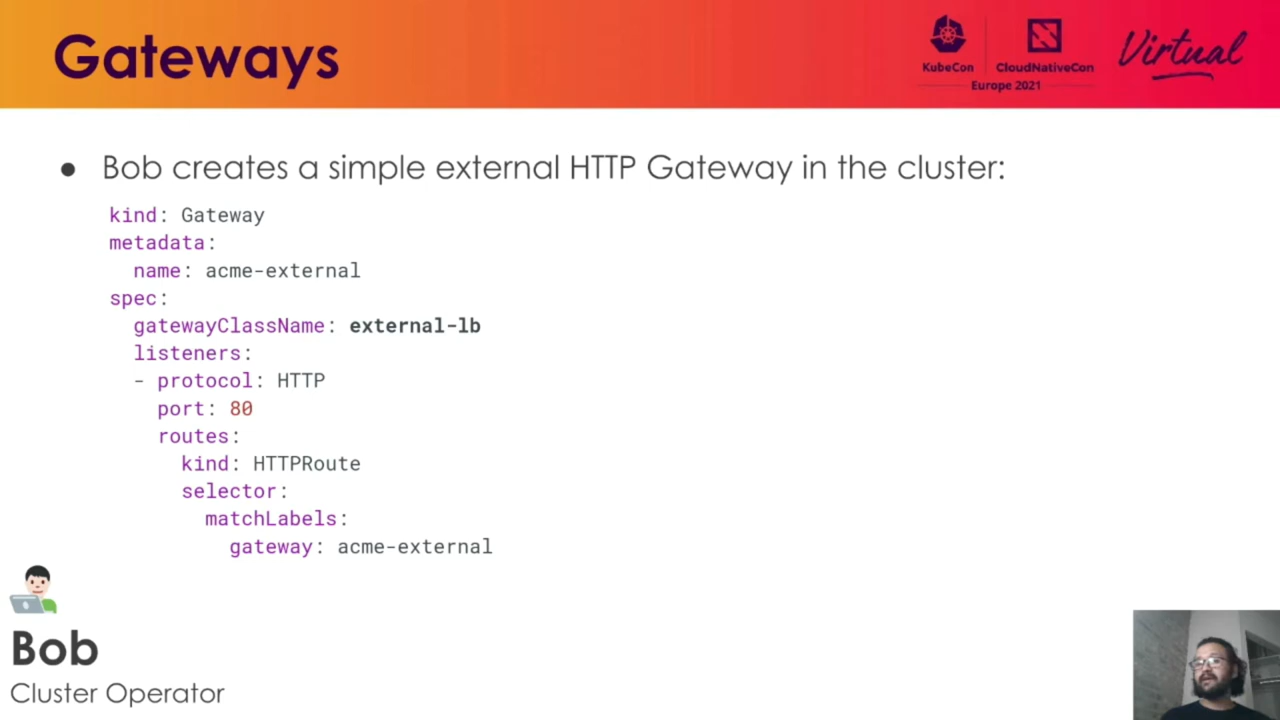 Gateways
KubeCon
CloudNativeCon
Europe 2021
Virtual
● Bob creates a simple external HTTP Gateway in the cluster:
kind: Gateway
metadata:
  name: acme-external
spec:
  gatewayClassName: external-lb
  listeners:
  - protocol: HTTP
    port: 80
    routes:
      kind: HTTPRoute
      selector:
        matchLabels:
          gateway: acme-external
Bob
Cluster Operator